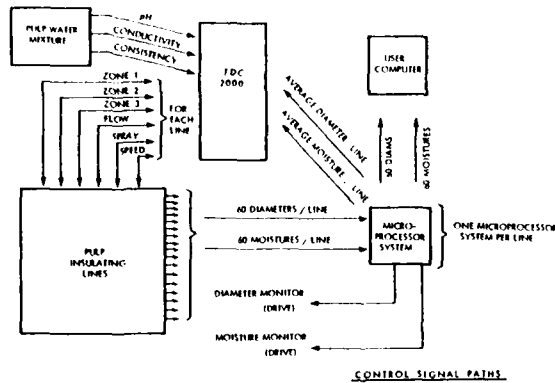 PULP WATER
MIXTURE
pH
CONDUCTIVITY
CONSISTENCY
TDC
2000
USER
COMPUTER
ZONE 1
ZONE 2
ZONE 3
FLOW
SPRAY
SPEED
FOR
EACH
LINE
AVERAGE DIAMETER / LINE
AVERAGE MOISTURE / LINE
60 DIAMS
60 MOISTURES
PULP
INSULATING
LINES
60 DIAMETERS / LINE
60 MOISTURES / LINE
MICRO-
PROCESSOR
SYSTEM
ONE MICROPROCESSOR
SYSTEM PER LINE
DIAMETER MONITOR
(DRIVE)
MOISTURE MONITOR
(DRIVE)
CONTROL SIGNAL PATHS